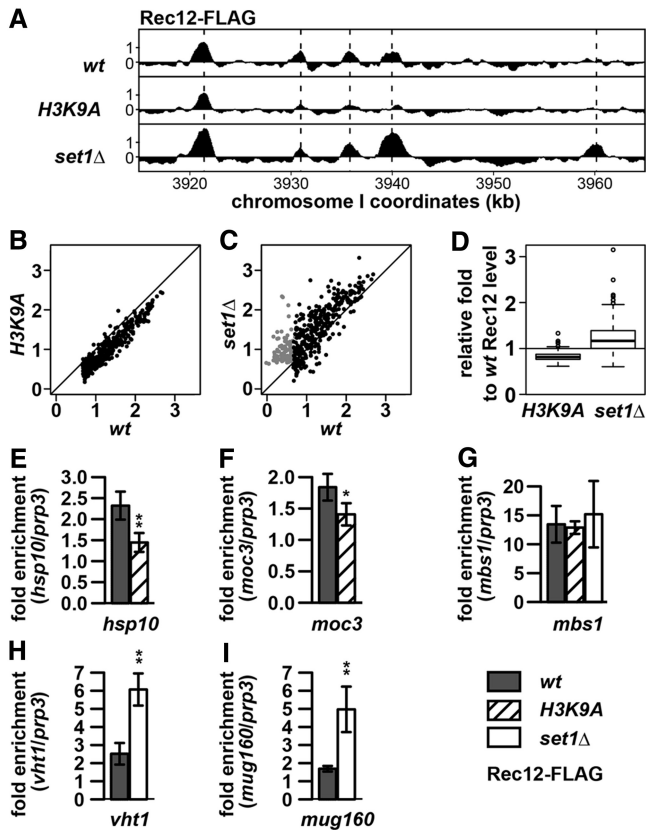 A
Rec12-FLAG
wt
1
0
H3K9A
1
0
set1Δ
1
0
3920 3930 3940 3950 3960
chromosome I coordinates (kb)
B
H3K9A
3
2
1
0
0 1 2 3
wt
C
set1Δ
3
2
1
0
0 1 2 3
wt
D
relative fold
to wt Rec12 level
3
2
1
0
H3K9A set1Δ
E
fold enrichment
(hsp10/prp3)
3.0
2.5
2.0
1.5
1.0
0.5
0.0
**
hsp10
F
fold enrichment
(moc3/prp3)
2.0
1.5
1.0
0.5
0.0
*
moc3
G
fold enrichment
(mbs1/prp3)
20
15
10
5
0
mbs1
H
fold enrichment
(vht1/prp3)
7
6
5
4
3
2
1
0
**
vht1
I
fold enrichment
(mug160/prp3)
7
6
5
4
3
2
1
0
**
mug160
wt
H3K9A
set1Δ
Rec12-FLAG